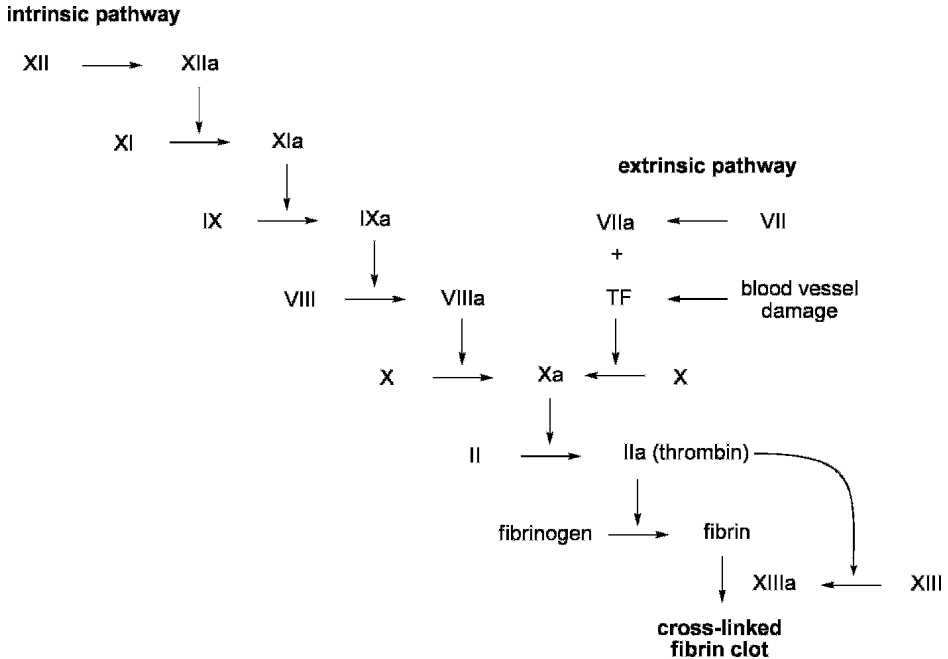 intrinsic pathway
XII XIIa
XI XIa
extrinsic pathway
IX IXa VIIa VII
+
VIII VIIIa TF blood vessel
damage
X Xa X
II IIa (thrombin)
fibrinogen fibrin
XIIIa XIII
cross-linked
fibrin clot